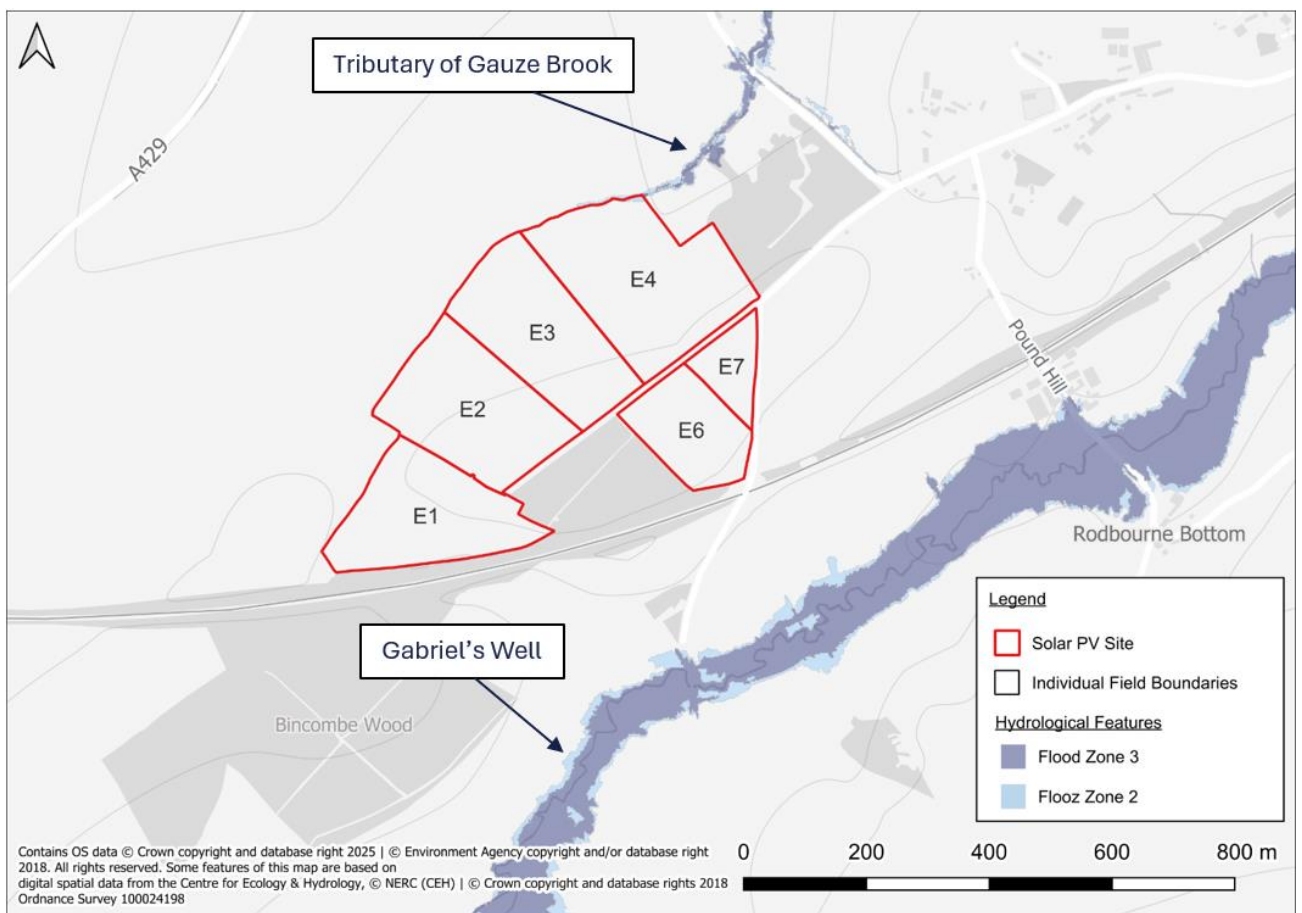 Tributary of Gauze Brook
A429
E4
E3
E7
E2
E6
E1
Pound Hill
Rodbourne Bottom
Gabriel's Well
Bincombe Wood
Legend
Solar PV Site
Individual Field Boundaries
Hydrological Features
Flood Zone 3
Flooz Zone 2
Contains OS data © Crown copyright and database right 2025 | © Environment Agency copyright and/or database right
2018. All rights reserved. Some features of this map are based on
digital spatial data from the Centre for Ecology & Hydrology, © NERC (CEH) | © Crown copyright and database rights 2018
Ordnance Survey 100024198
0 200 400 600 800 m